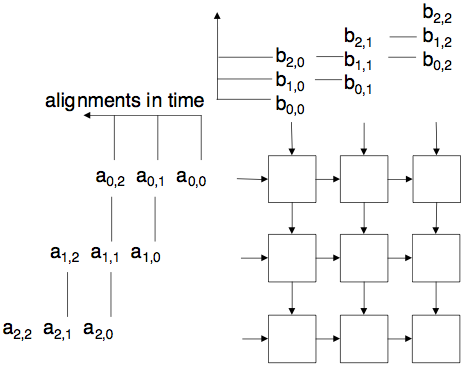 b2,2
b2,1 b1,2
b2,0 b1,1 b0,2
b1,0 b0,1
alignments in time b0,0
a0,2 a0,1 a0,0
a1,2 a1,1 a1,0
a2,2 a2,1 a2,0